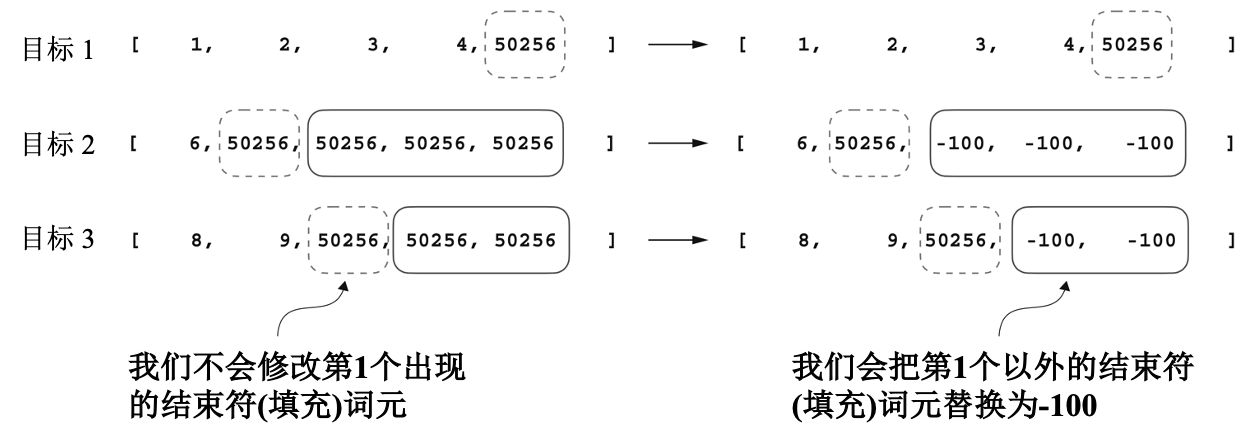 目标 1 [ 1, 2, 3, 4, 50256 ] [ 1, 2, 3, 4, 50256 ]
目标 2 [ 6, 50256, 50256, 50256, 50256 ] [ 6, 50256, -100, -100, -100 ]
目标 3 [ 8, 9, 50256, 50256, 50256 ] [ 8, 9, 50256, -100, -100 ]
我们不会修改第1个出现
的结束符(填充)词元
我们会把第1个以外的结束符
(填充)词元替换为-100